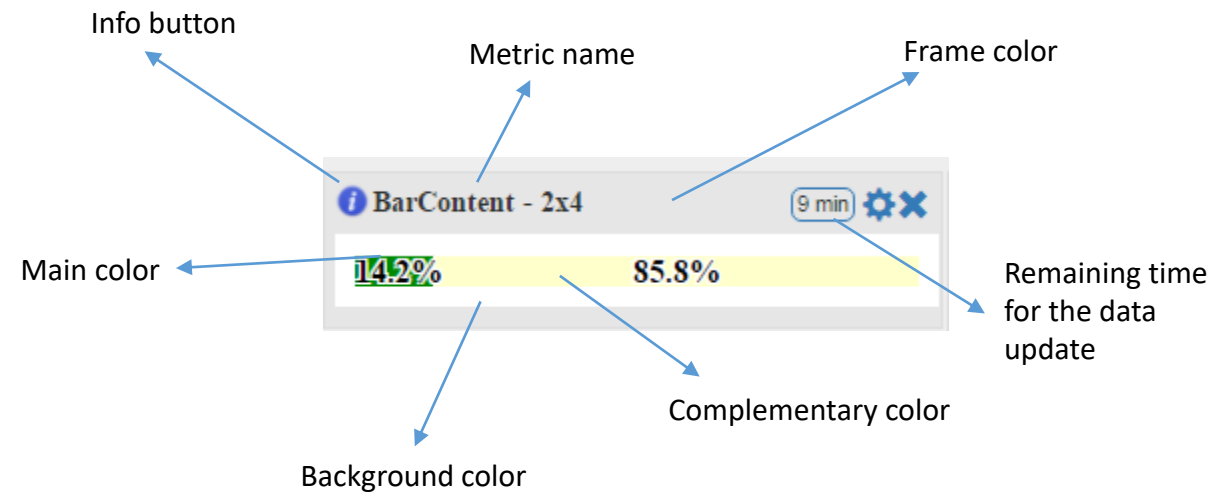 Info button
Metric name
Frame color
BarContent - 2x4
9 min
Main color
14.2%
85.8%
Remaining time
for the data
update
Complementary color
Background color